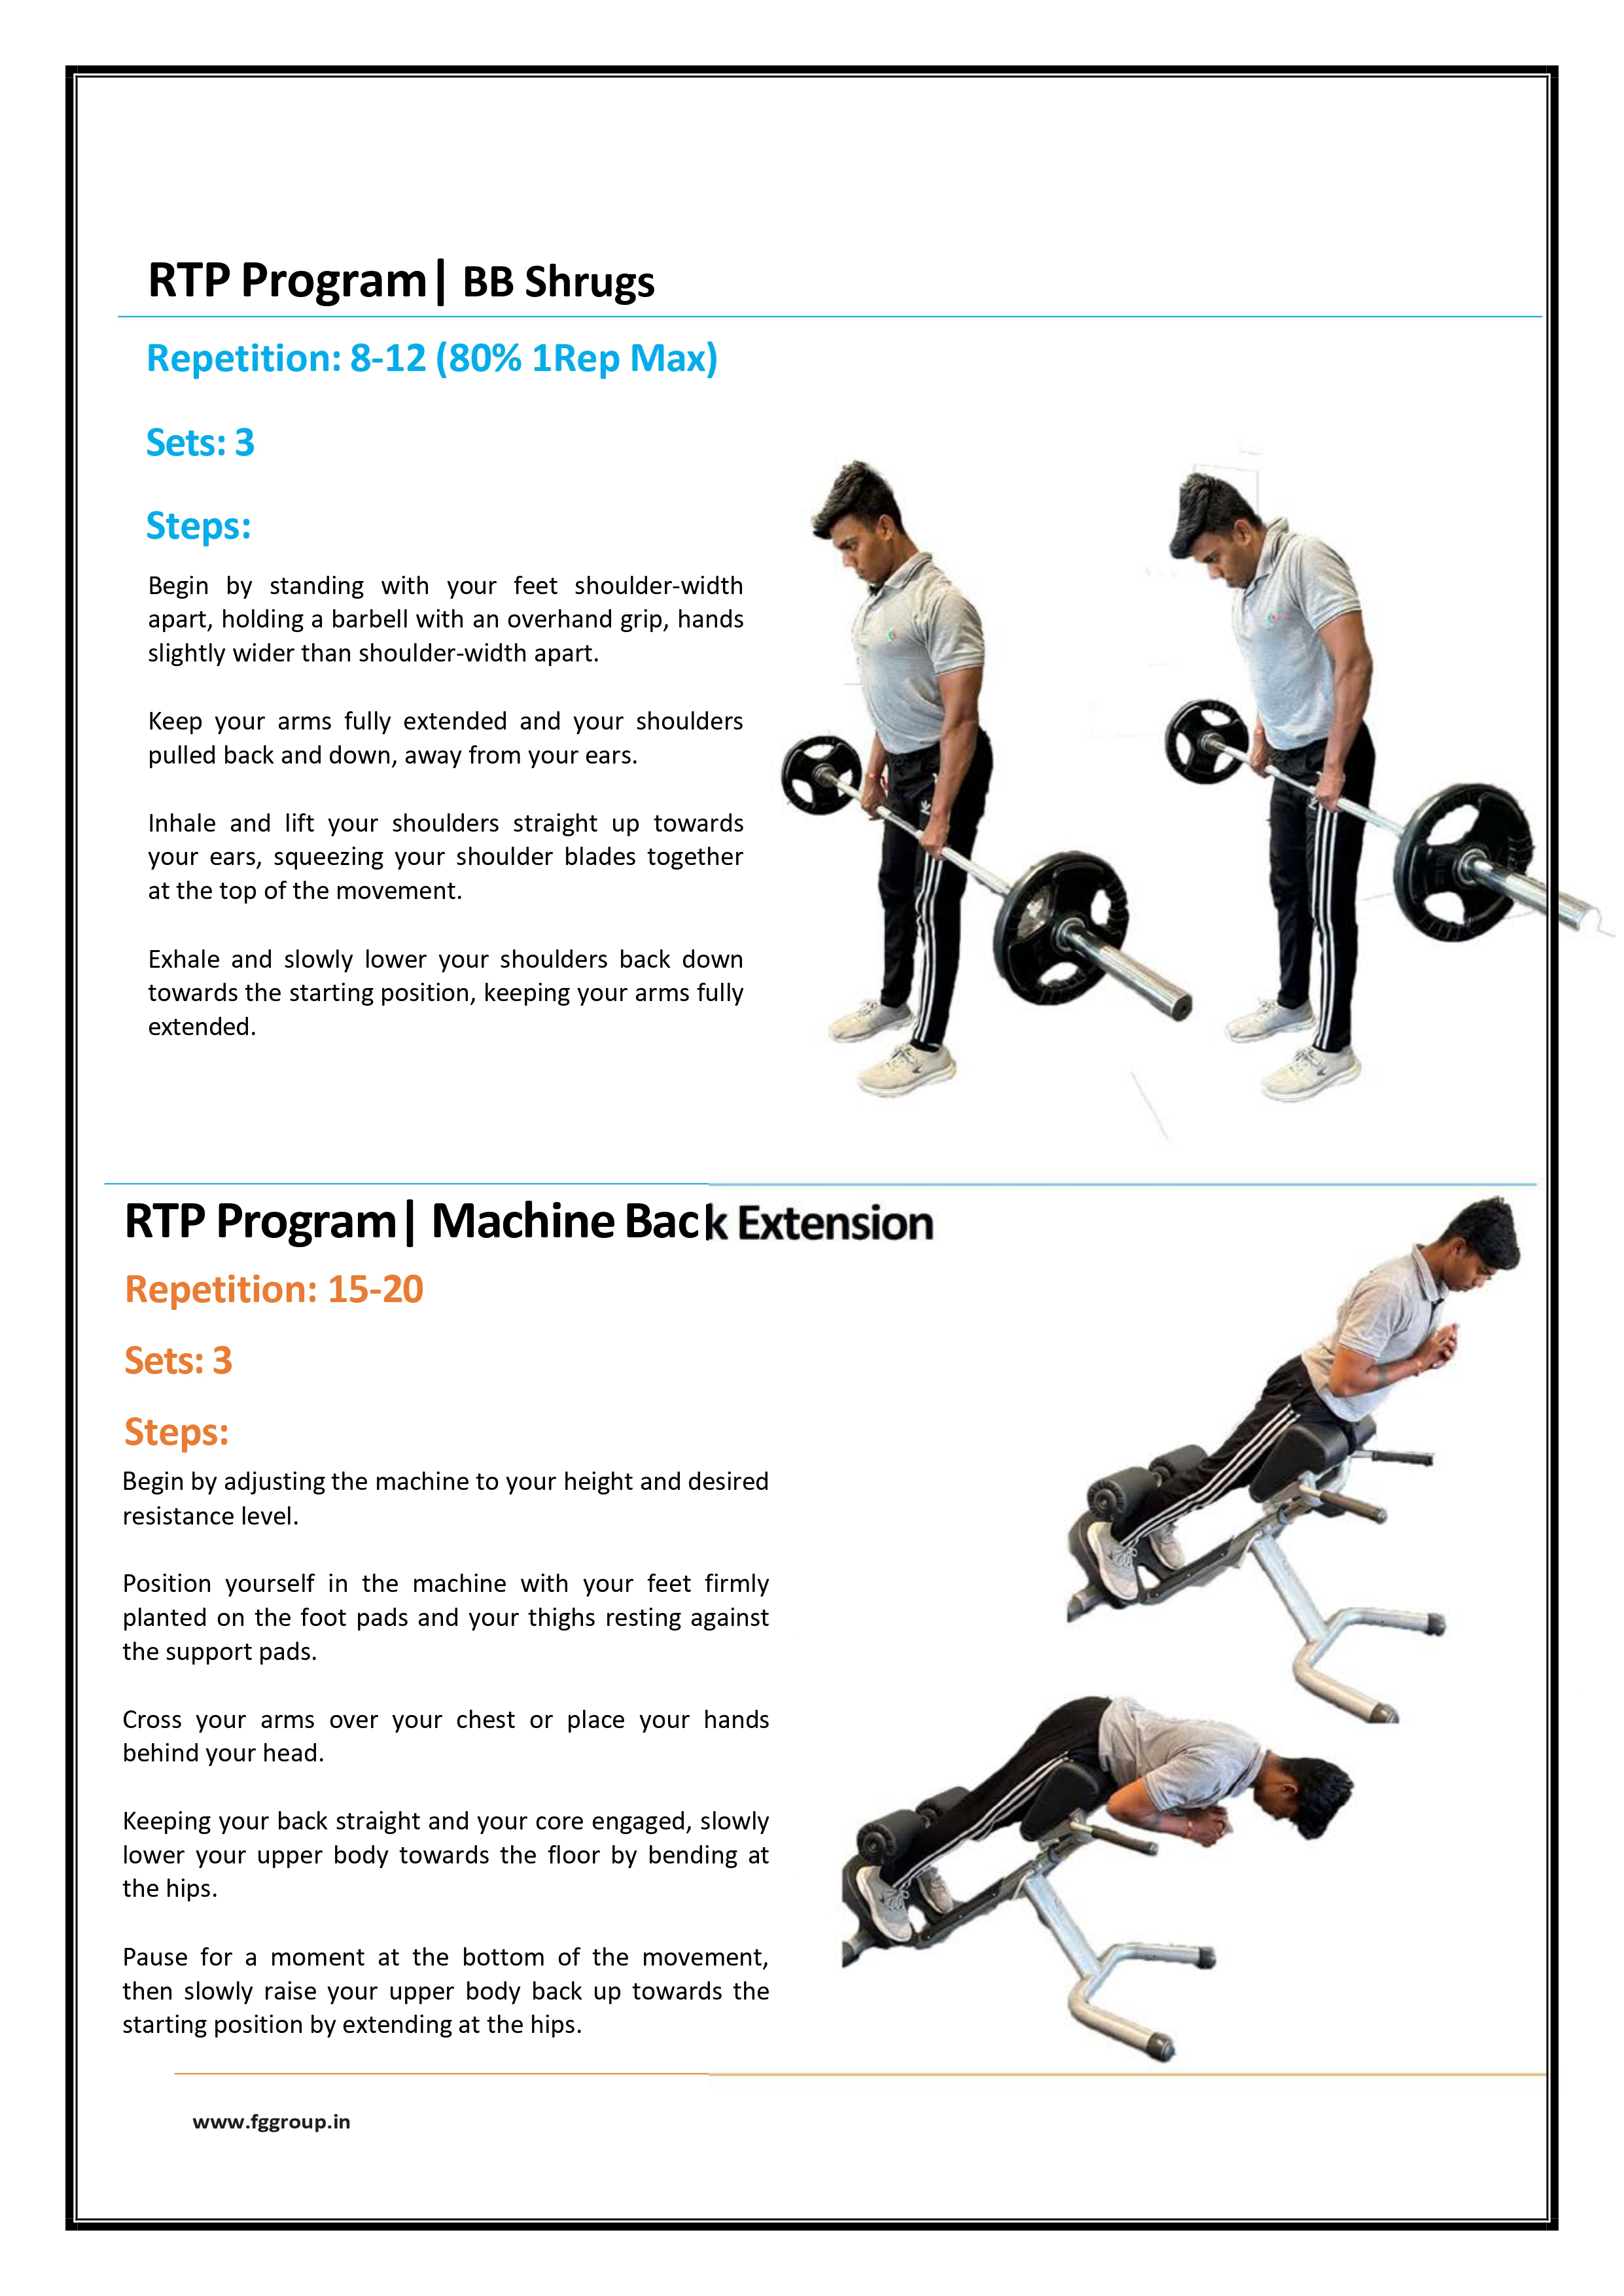 RTP Program| BB Shrugs
Repetition: 8-12 (80% 1Rep Max)
Sets: 3
Steps:
Begin by standing with your feet shoulder-width
apart, holding a barbell with an overhand grip, hands
slightly wider than shoulder-width apart.
Keep your arms fully extended and your shoulders
pulled back and down, away from your ears.
Inhale and lift your shoulders straight up towards
your ears, squeezing your shoulder blades together
at the top of the movement.
Exhale and slowly lower your shoulders back down
towards the starting position, keeping your arms fully
extended.
RTP Program| Machine Back Extension
Repetition: 15-20
Sets: 3
Steps:
Begin by adjusting the machine to your height and desired
resistance level.
Position yourself in the machine with your feet firmly
planted on the foot pads and your thighs resting against
the support pads.
Cross your arms over your chest or place your hands
behind your head.
Keeping your back straight and your core engaged, slowly
lower your upper body towards the floor by bending at
the hips.
Pause for a moment at the bottom of the movement,
then slowly raise your upper body back up towards the
starting position by extending at the hips.
www.fggroup.in